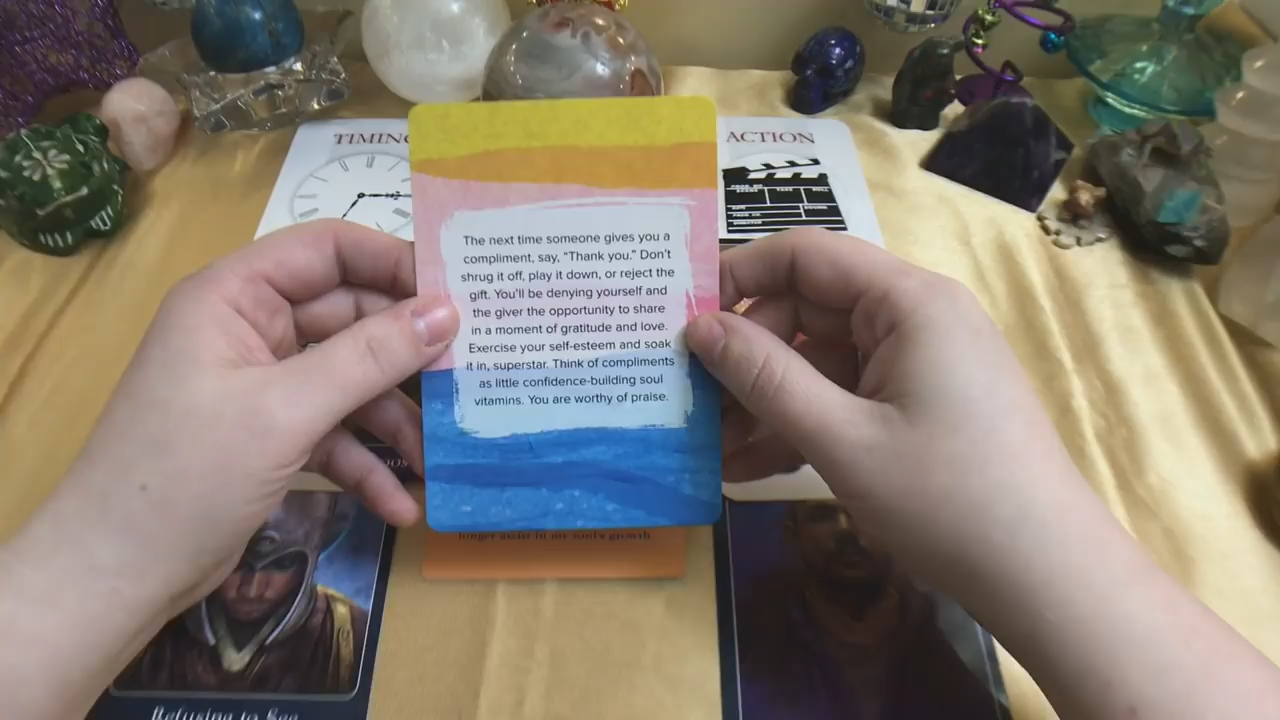 TIMING
ACTION
The next time someone gives you a
compliment, say, “Thank you.” Don’t
shrug it off, play it down, or reject the
gift. You’ll be denying yourself and
the giver the opportunity to share
in a moment of gratitude and love.
Exercise your self-esteem and soak
it in, superstar. Think of compliments
as little confidence-building soul
vitamins. You are worthy of praise.
longer assist in my soul's growth
Refusing to See